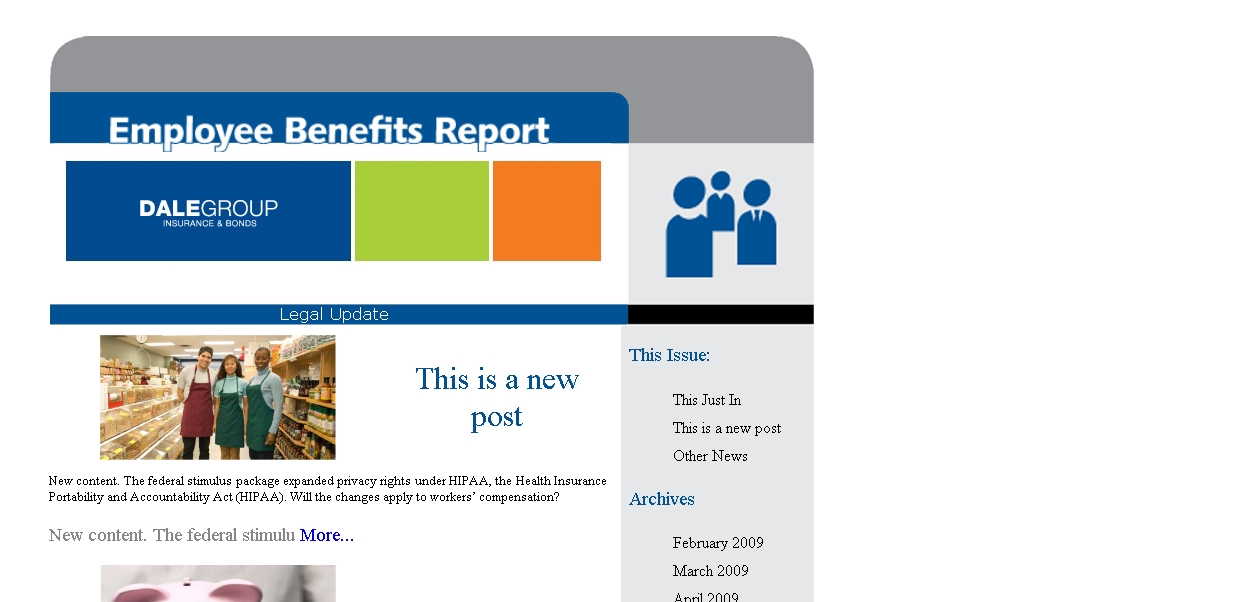 Employee Benefits Report
DALEGROUP
INSURANCE & BONDS
Legal Update
This is a new
post
New content. The federal stimulus package expanded privacy rights under HIPAA, the Health Insurance
Portability and Accountability Act (HIPAA). Will the changes apply to workers’ compensation?
New content. The federal stimulu More...
This Issue:
This Just In
This is a new post
Other News
Archives
February 2009
March 2009
April 2009